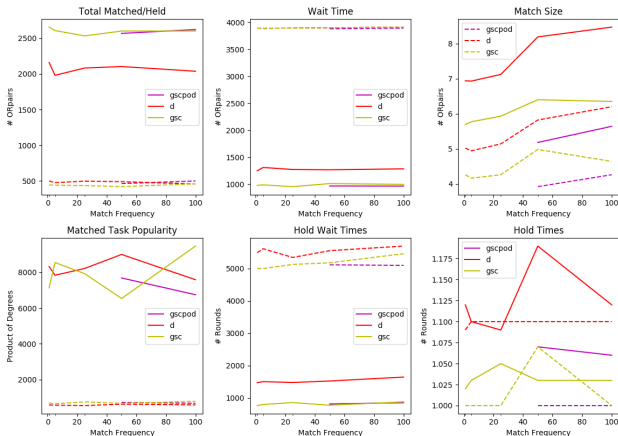 Total Matched/Held
# ORpairs
2500
2000
1500
1000
500
0 20 40 60 80 100
Match Frequency
gscpod
d
gsc
Wait Time
# ORpairs
4000
3500
3000
2500
2000
1500
1000
0 20 40 60 80 100
Match Frequency
gscpod
d
gsc
Match Size
# ORpairs
8
7
6
5
4
0 20 40 60 80 100
Match Frequency
gscpod
d
gsc
Matched Task Popularity
Product of Degrees
8000
6000
4000
2000
0 20 40 60 80 100
Match Frequency
gscpod
d
gsc
Hold Wait Times
# Rounds
5000
4000
3000
2000
1000
0 20 40 60 80 100
Match Frequency
gscpod
d
gsc
Hold Times
# Rounds
1.175
1.150
1.125
1.100
1.075
1.050
1.025
1.000
0 20 40 60 80 100
Match Frequency
gscpod
d
gsc